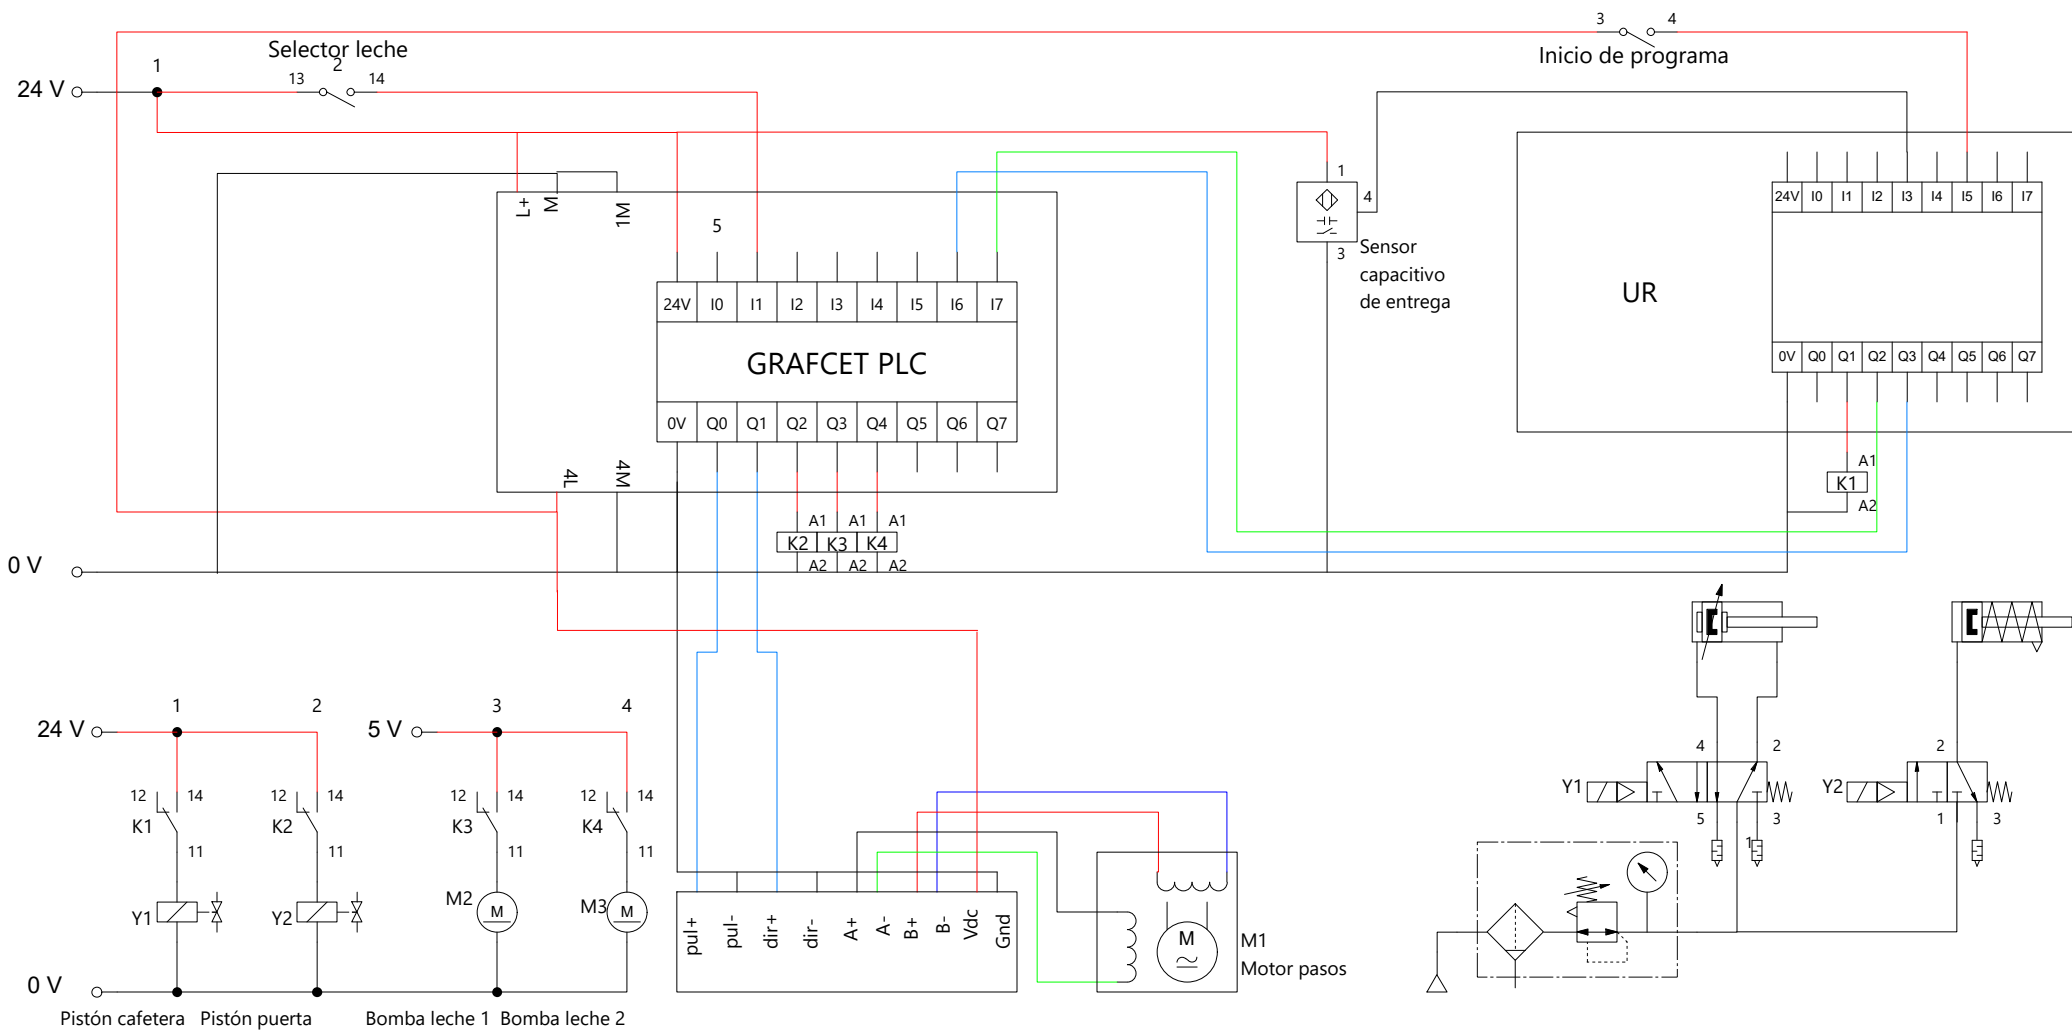 3 4
Selector leche
Inicio de programa
1
2
13 14
24 V
L+ M 1M
5
1
4
3
Sensor
capacitivo
de entrega
24V I0 I1 I2 I3 I4 I5 I6 I7
GRAFCET PLC
0V Q0 Q1 Q2 Q3 Q4 Q5 Q6 Q7
4L 4M
UR
24V I0 I1 I2 I3 I4 I5 I6 I7
0V Q0 Q1 Q2 Q3 Q4 Q5 Q6 Q7
A1
K1
A2
A1 A1 A1
K2 K3 K4
A2 A2 A2
0 V
1 2 3 4
24 V
5 V
12 14 12 14 12 14 12 14
K1 K2 K3 K4
11 11 11 11
Y1 Y2 M2 M M3 M
0 V
Pistón cafetera Pistón puerta Bomba leche 1 Bomba leche 2
pul+ pul- dir+ dir- A+ A- B+ B- Vdc Gnd
M
M1
Motor pasos
4 2
Y1
5 1 3
2
Y2
1 3